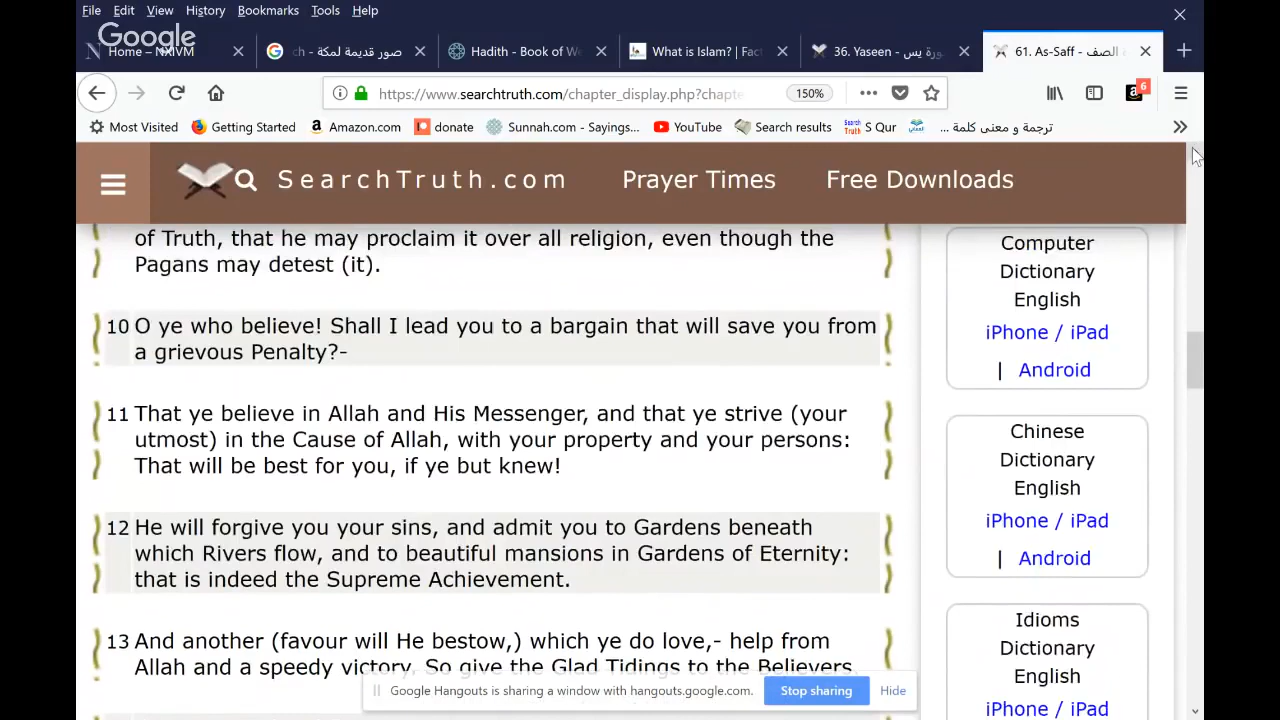 File Edit View History Bookmarks Tools Help
Google
Home – NXIVM
صور قديمة لمكة - ch
Hadith - Book of We
What is Islam? | Fact
36. Yaseen - ورة يس
61. As-Saff - ة الصف
https://www.searchtruth.com/chapter_display.php?chapte
150%
6
Most Visited Getting Started Amazon.com donate Sunnah.com - Sayings,... YouTube Search results Search Truth S Qur المعاني ترجمة و معنى كلمة ...
SearchTruth.com Prayer Times Free Downloads
of Truth, that he may proclaim it over all religion, even though the
Pagans may detest (it).
10 O ye who believe! Shall I lead you to a bargain that will save you from
a grievous Penalty?-
11 That ye believe in Allah and His Messenger, and that ye strive (your
utmost) in the Cause of Allah, with your property and your persons:
That will be best for you, if ye but knew!
12 He will forgive you your sins, and admit you to Gardens beneath
which Rivers flow, and to beautiful mansions in Gardens of Eternity:
that is indeed the Supreme Achievement.
13 And another (favour will He bestow,) which ye do love,- help from
Allah and a speedy victory. So give the Glad Tidings to the Believers.
Computer
Dictionary
English
iPhone / iPad
| Android
Chinese
Dictionary
English
iPhone / iPad
| Android
Idioms
Dictionary
English
iPhone / iPad
Google Hangouts is sharing a window with hangouts.google.com. Stop sharing Hide